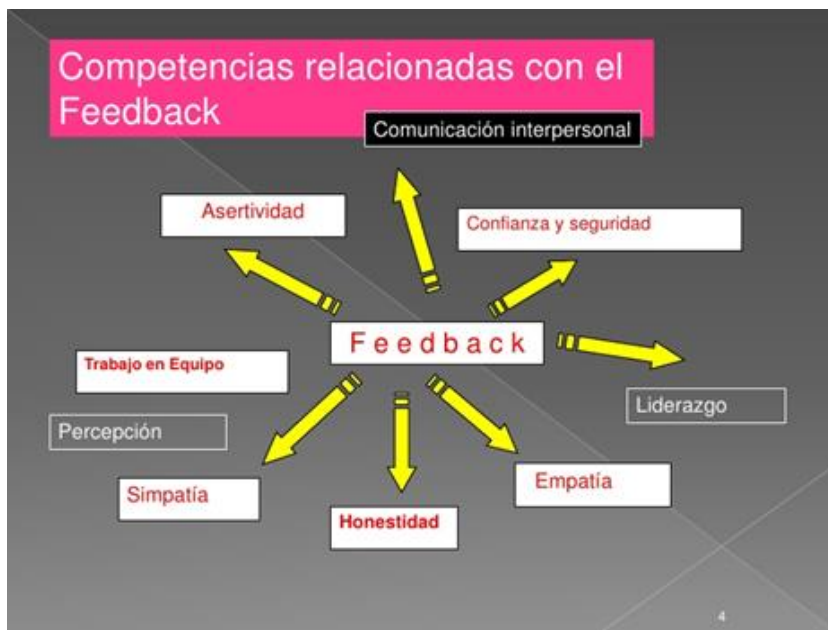 Competencias relacionadas con el
Feedback
Comunicación interpersonal
Asertividad
Confianza y seguridad
Feedback
Trabajo en Equipo
Liderazgo
Percepción
Simpatía
Empatía
Honestidad
4